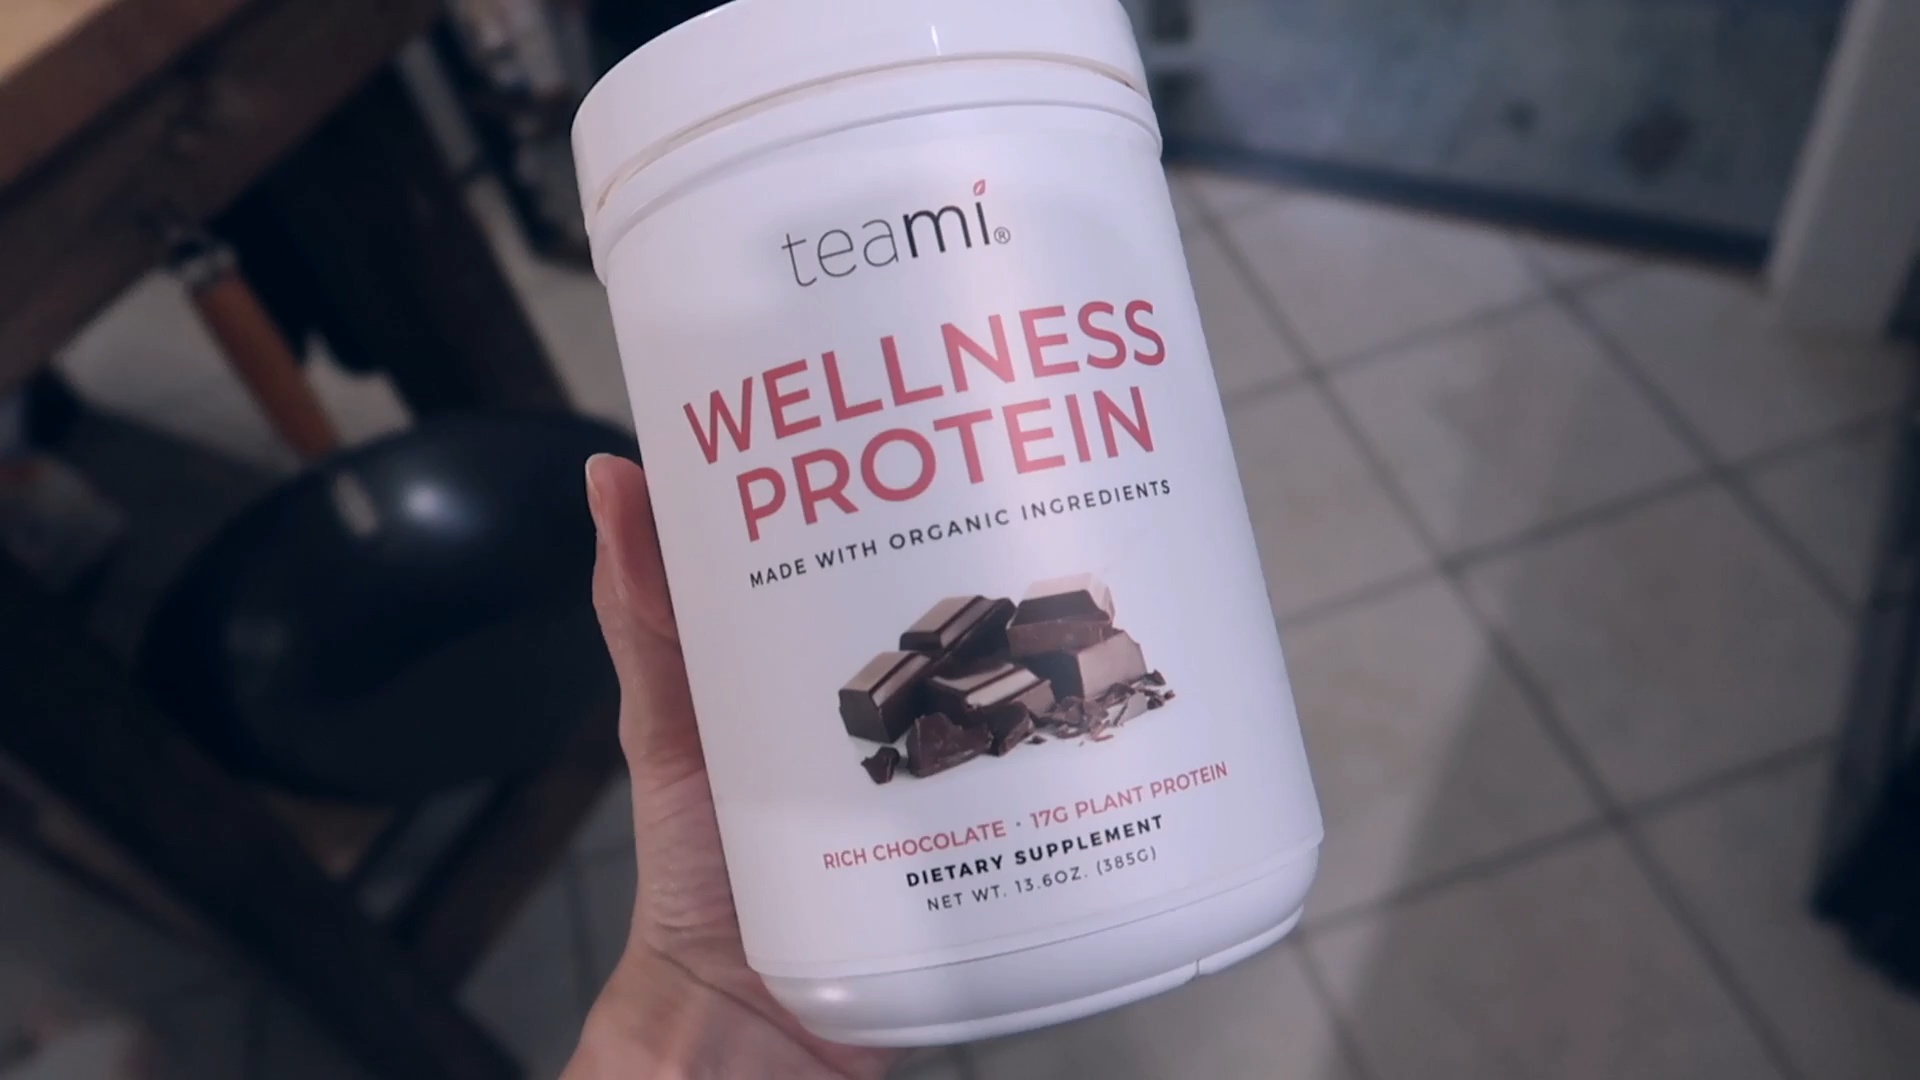 teami®
WELLNESS
PROTEIN
MADE WITH ORGANIC INGREDIENTS
RICH CHOCOLATE · 17G PLANT PROTEIN
DIETARY SUPPLEMENT
NET WT. 13.6OZ. (385G)